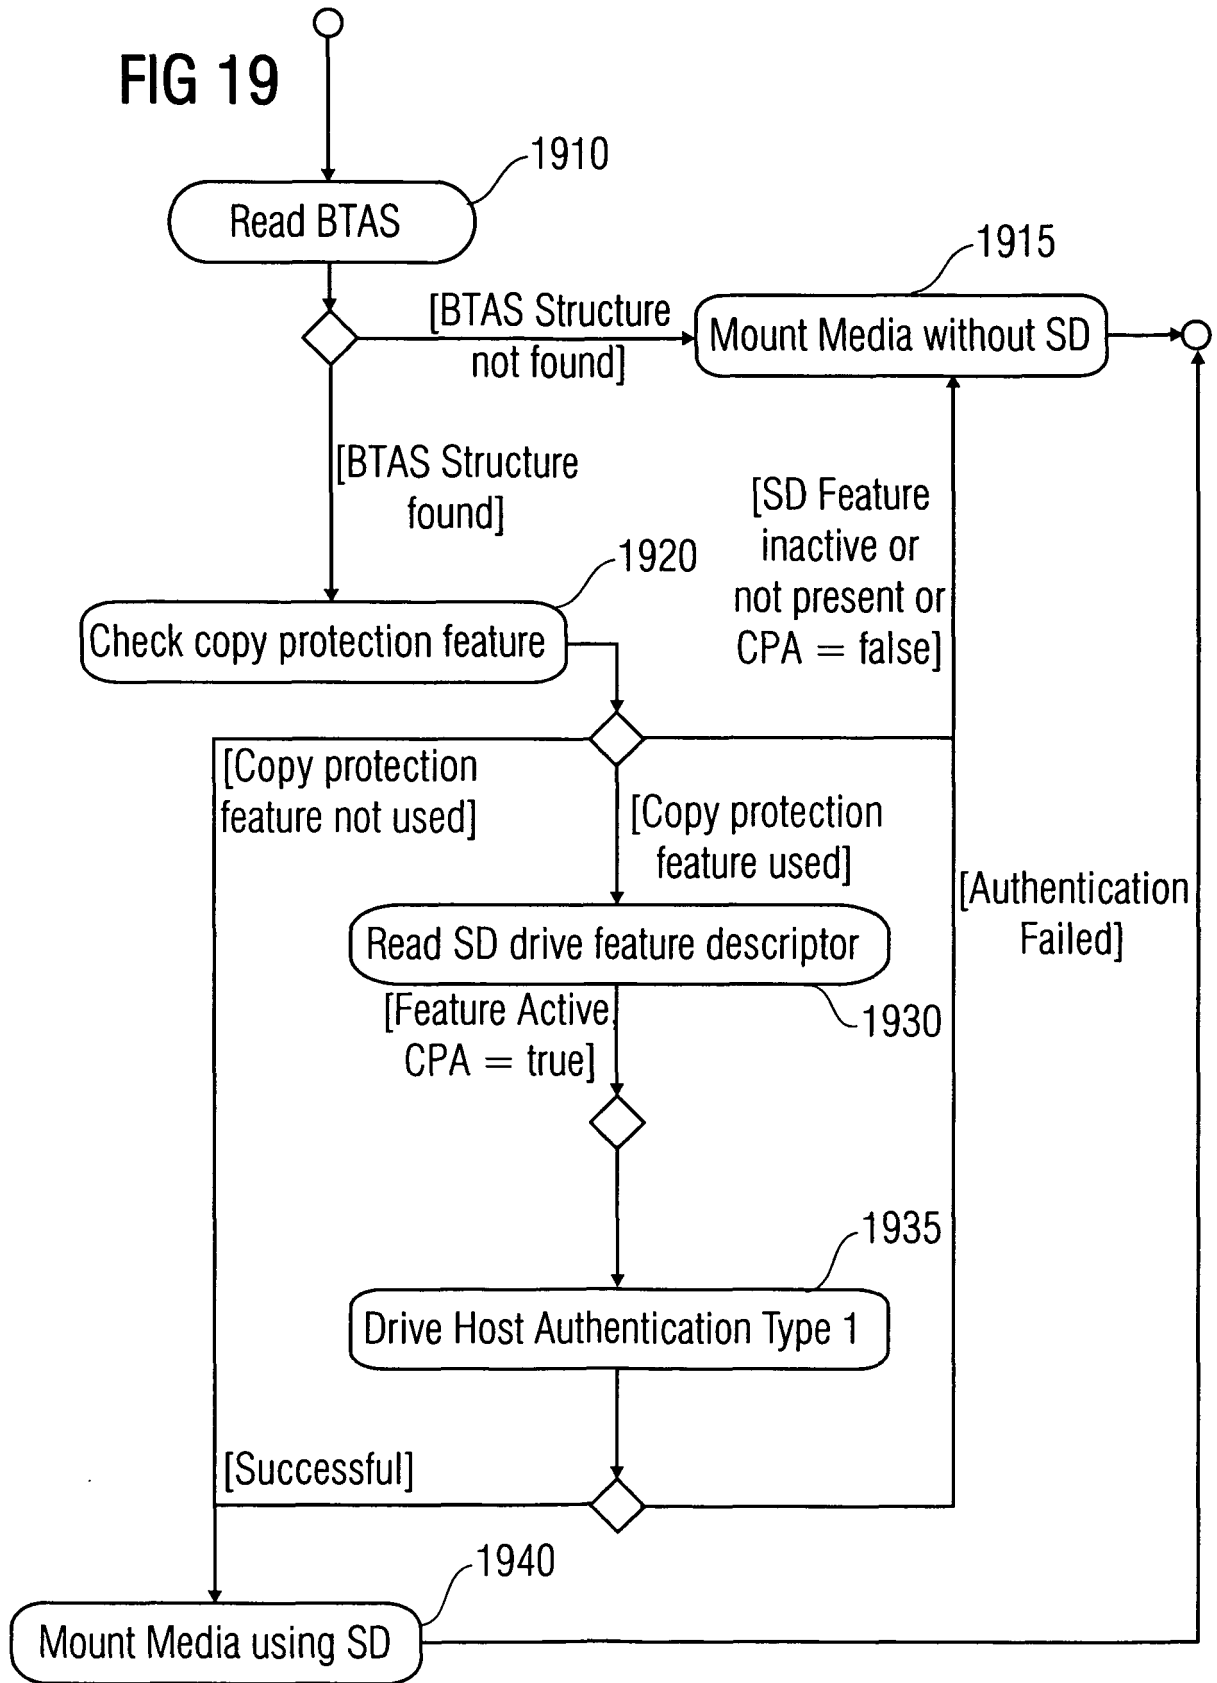 FIG 19
1910
Read BTAS
1915
[BTAS Structure
not found]
Mount Media without SD
[BTAS Structure
found]
[SD Feature
inactive or
not present or
CPA = false]
1920
Check copy protection feature
[Copy protection
feature not used]
[Copy protection
feature used]
[Authentication
Failed]
Read SD drive feature descriptor
1930
[Feature Active,
CPA = true]
1935
Drive Host Authentication Type 1
[Successful]
1940
Mount Media using SD